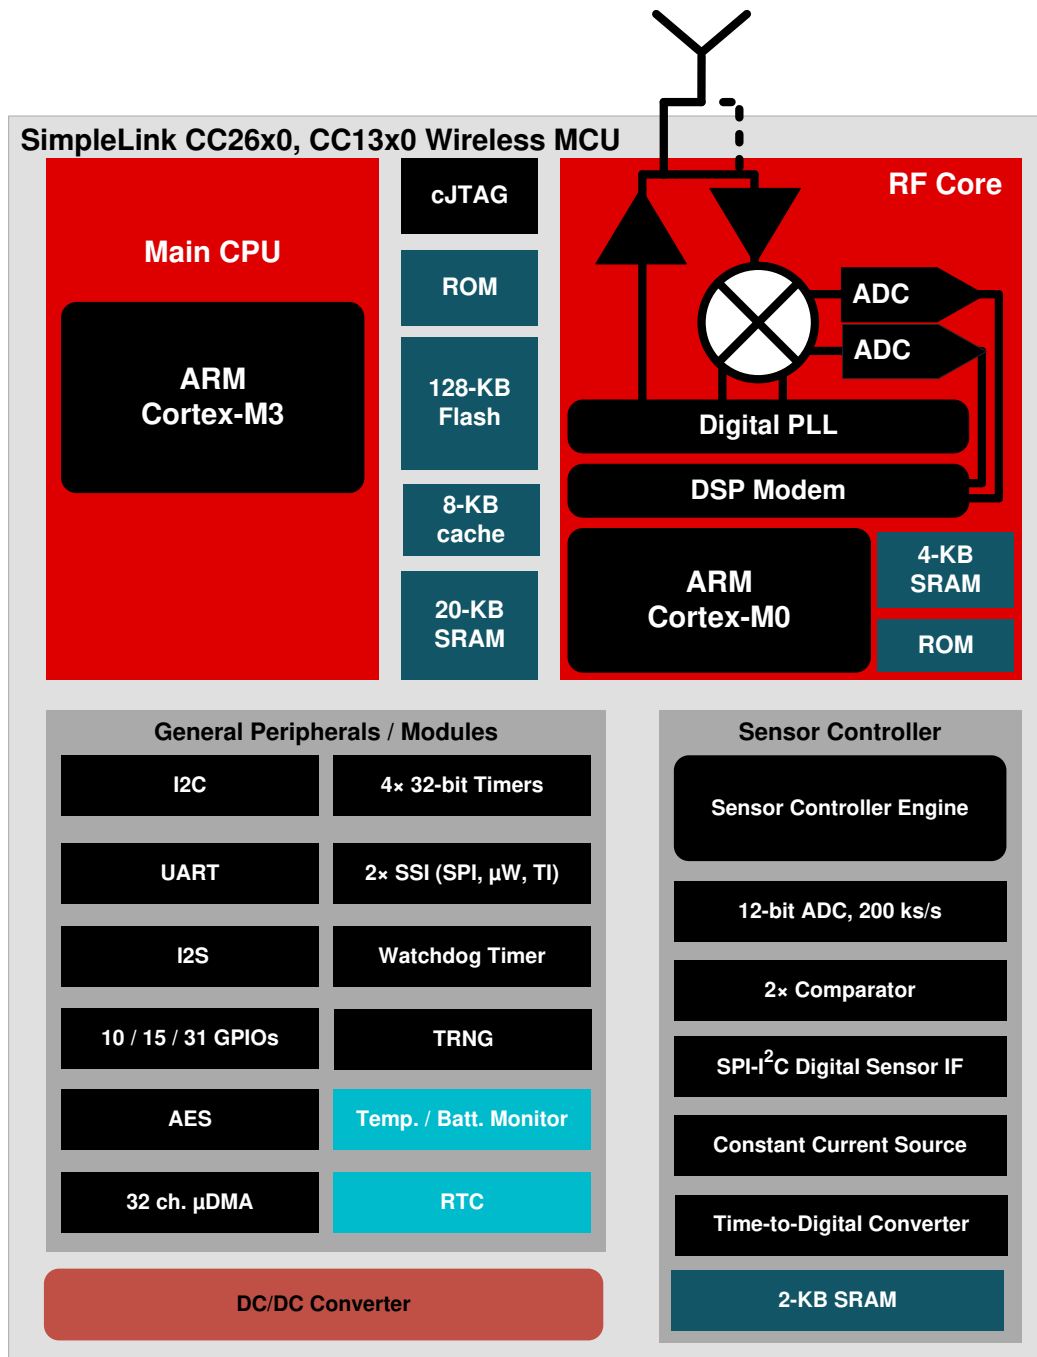 SimpleLink CC26x0, CC13x0 Wireless MCU
Main CPU
ARM
Cortex-M3
cJTAG
ROM
128-KB
Flash
8-KB
cache
20-KB
SRAM
RF Core
ADC
ADC
Digital PLL
DSP Modem
ARM
Cortex-M0
4-KB
SRAM
ROM
General Peripherals / Modules
I2C
4× 32-bit Timers
UART
2× SSI (SPI, µW, TI)
I2S
Watchdog Timer
10 / 15 / 31 GPIOs
TRNG
AES
Temp. / Batt. Monitor
32 ch. µDMA
RTC
DC/DC Converter
Sensor Controller
Sensor Controller Engine
12-bit ADC, 200 ks/s
2× Comparator
SPI-I²C Digital Sensor IF
Constant Current Source
Time-to-Digital Converter
2-KB SRAM